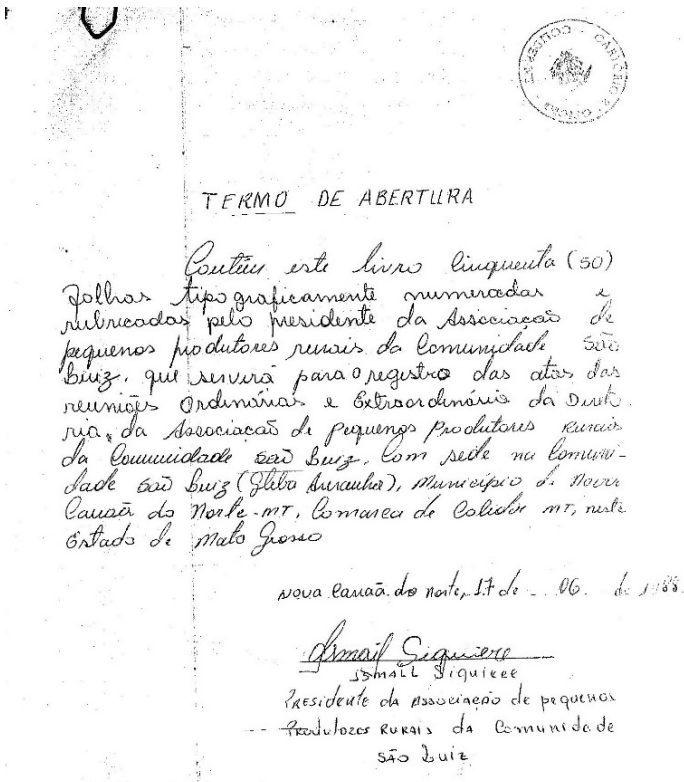 TERMO DE ABERTURA
Contém este livro Cinquenta (50)
folhas tipograficamente numeradas e
rubricadas pelo presidente da Associação de
pequenos produtores rurais da Comunidade São
Luiz, que servirá para o registro das atas das
reuniões Ordinárias e Extraordinária da Direto
ria, da Associação de Pequenos Produtores Rurais
da Comunidade São Luiz, Com sede na Comuni-
dade São Luiz (Gleba), Município de Nova
Canaã do Norte-MT, Comarca de Colider MT, neste
Estado de Mato Grosso
Nova Canaã do Norte, 17 de 06. de 1988.
Ismail Siquiere
ISMAIL Siquiere
Presidente da Associação de pequenos
Produtores Rurais da Comunidade
São Luiz